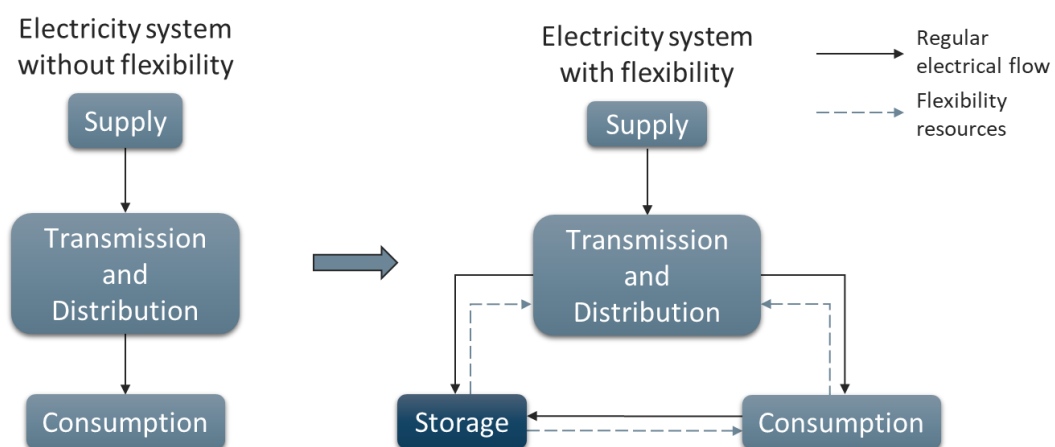 Electricity system
without flexibility
Supply
Transmission
and
Distribution
Consumption
Electricity system
with flexibility
Supply
Transmission
and
Distribution
Storage
Consumption
Regular
electrical flow
Flexibility
resources